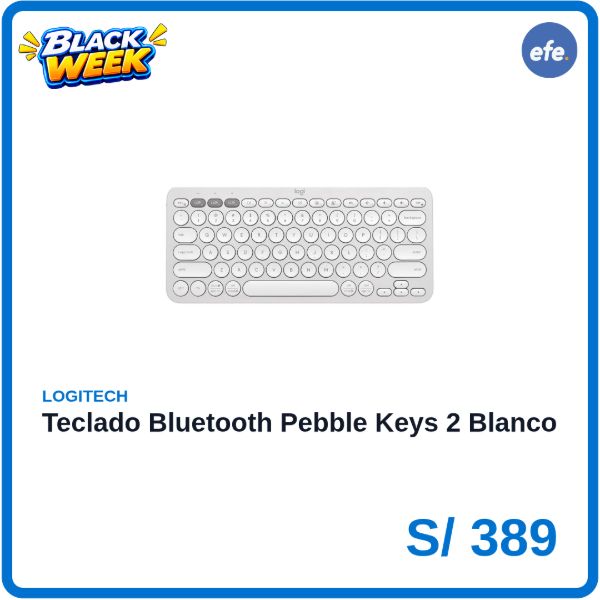 BLACK
WEEK
efe.
logi
LOGITECH
Teclado Bluetooth Pebble Keys 2 Blanco
S/ 389